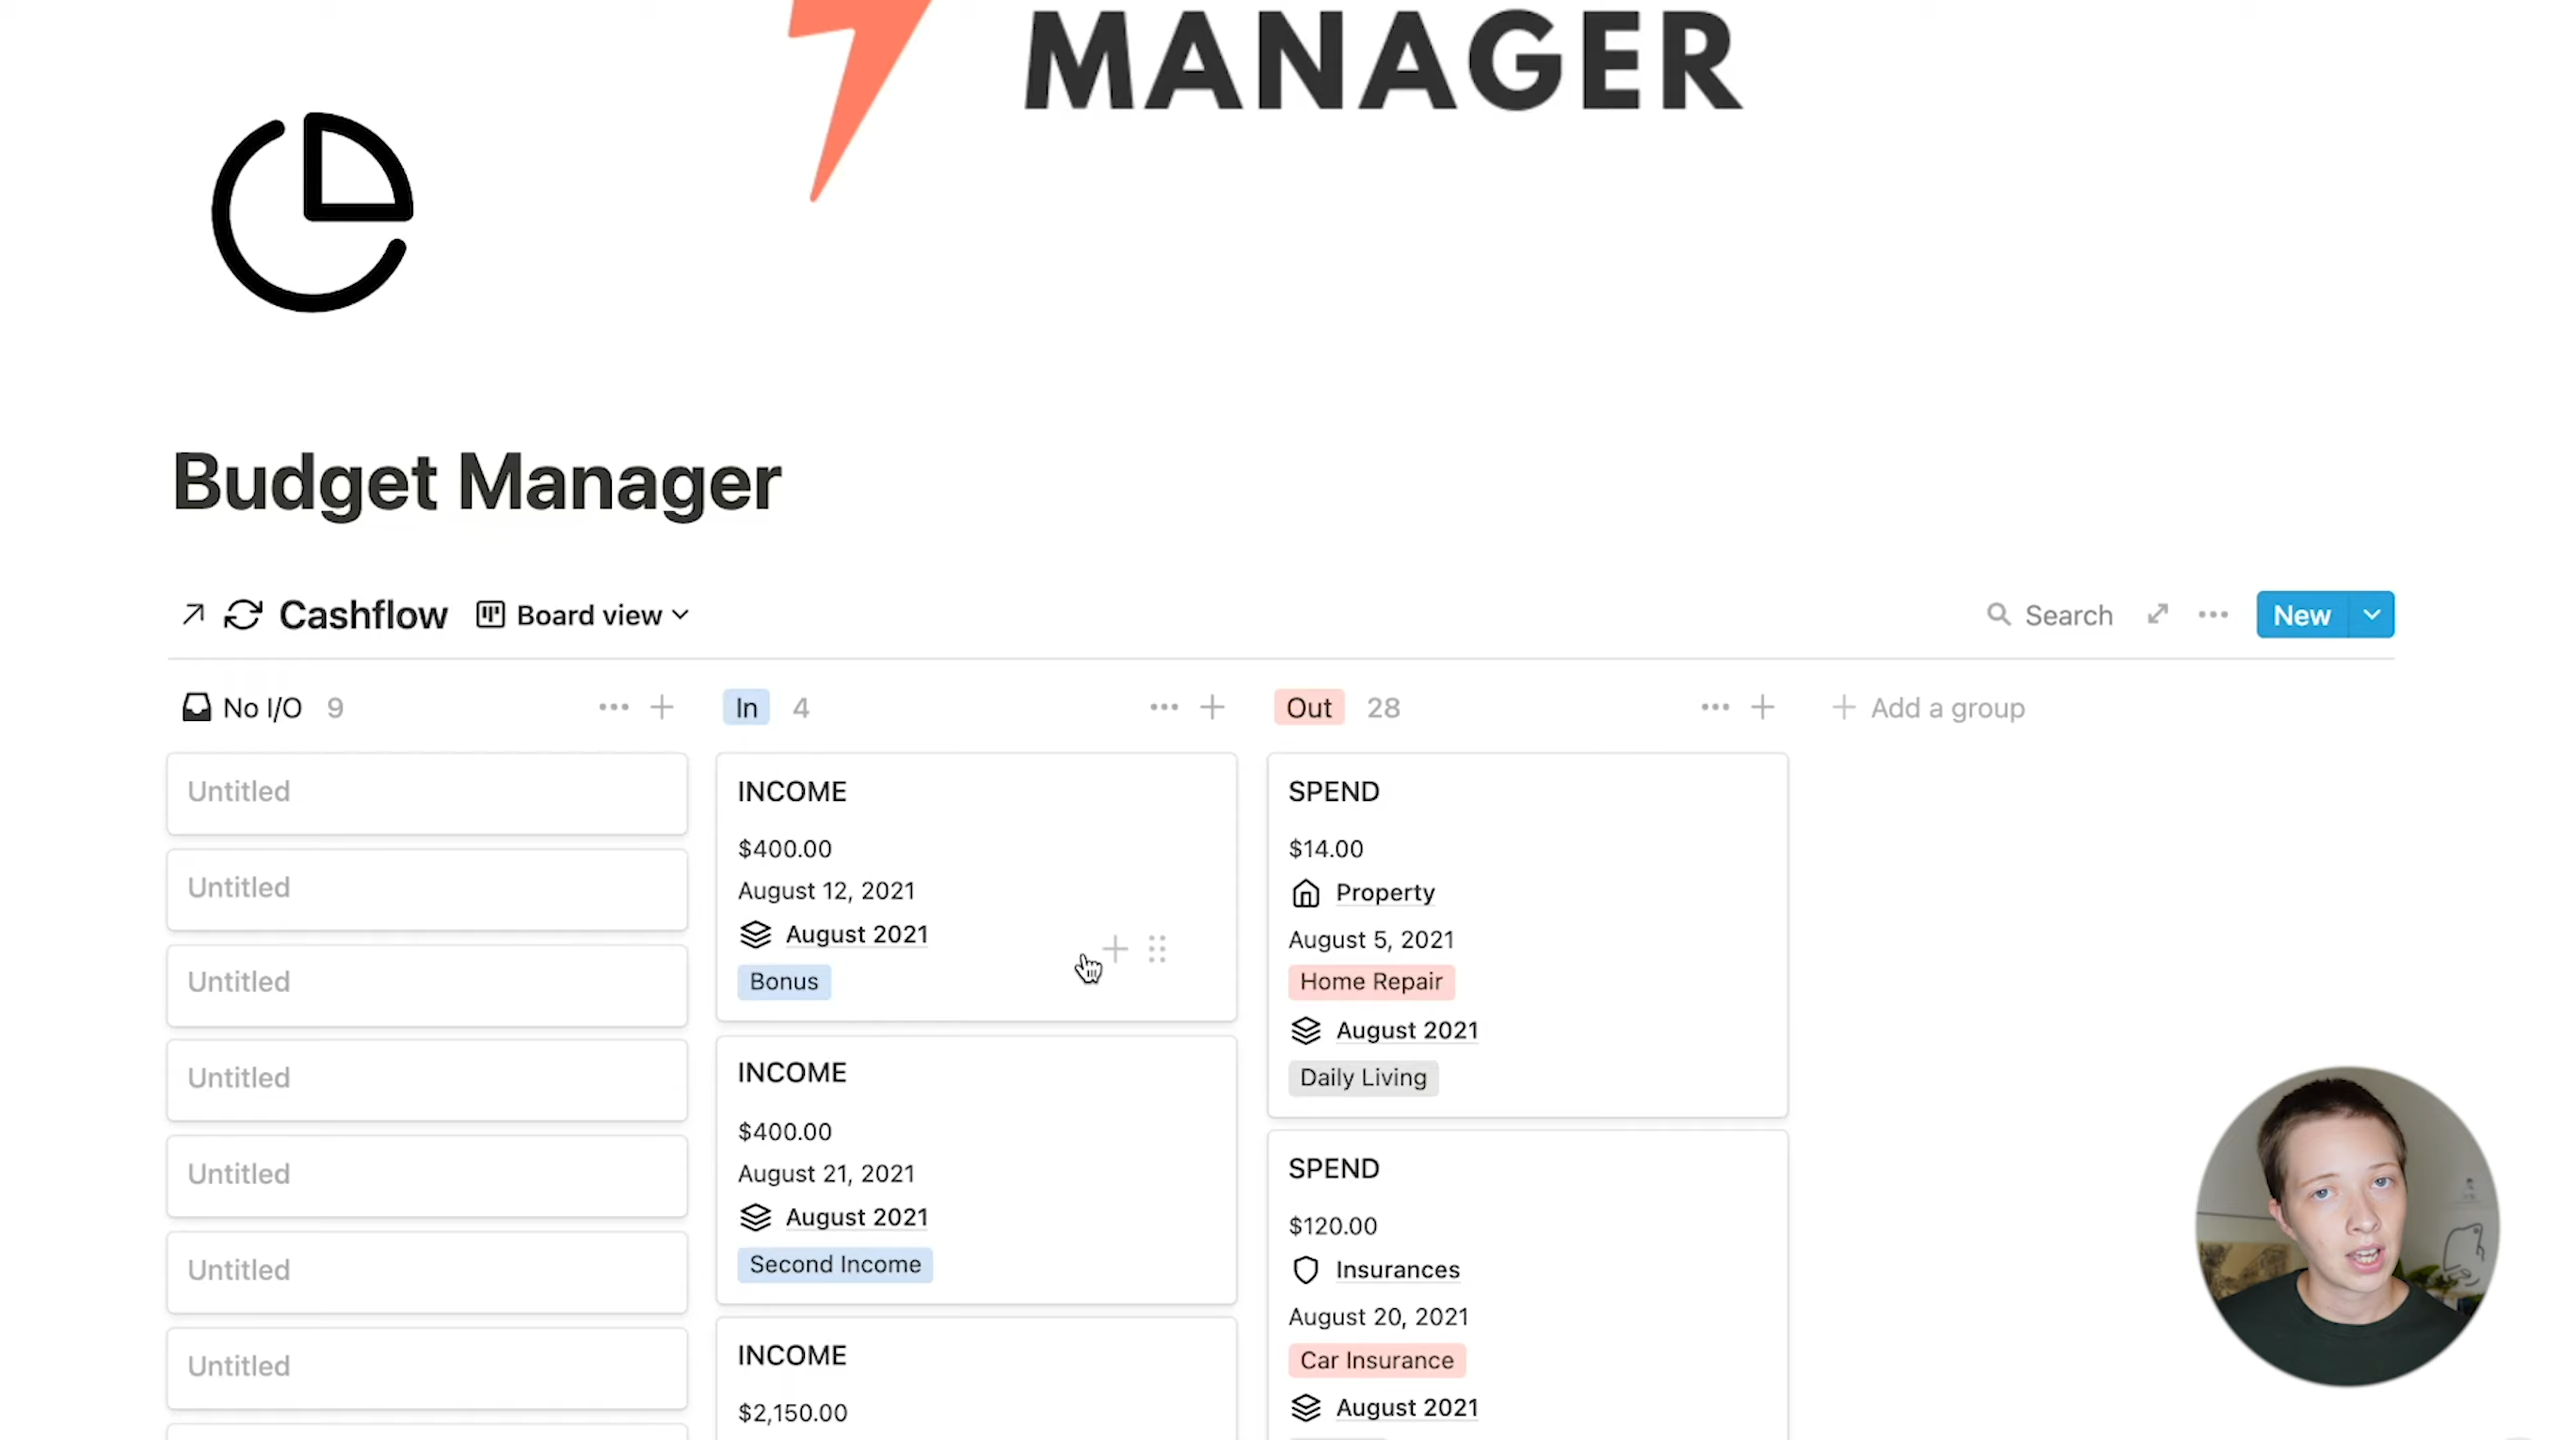 MANAGER
Budget Manager
Cashflow Board view
Search New
No I/O 9
In 4
Out 28
Add a group
Untitled
Untitled
Untitled
Untitled
Untitled
Untitled
Untitled
INCOME
$400.00
August 12, 2021
August 2021
Bonus
INCOME
$400.00
August 21, 2021
August 2021
Second Income
INCOME
$2,150.00
SPEND
$14.00
Property
August 5, 2021
Home Repair
August 2021
Daily Living
SPEND
$120.00
Insurances
August 20, 2021
Car Insurance
August 2021